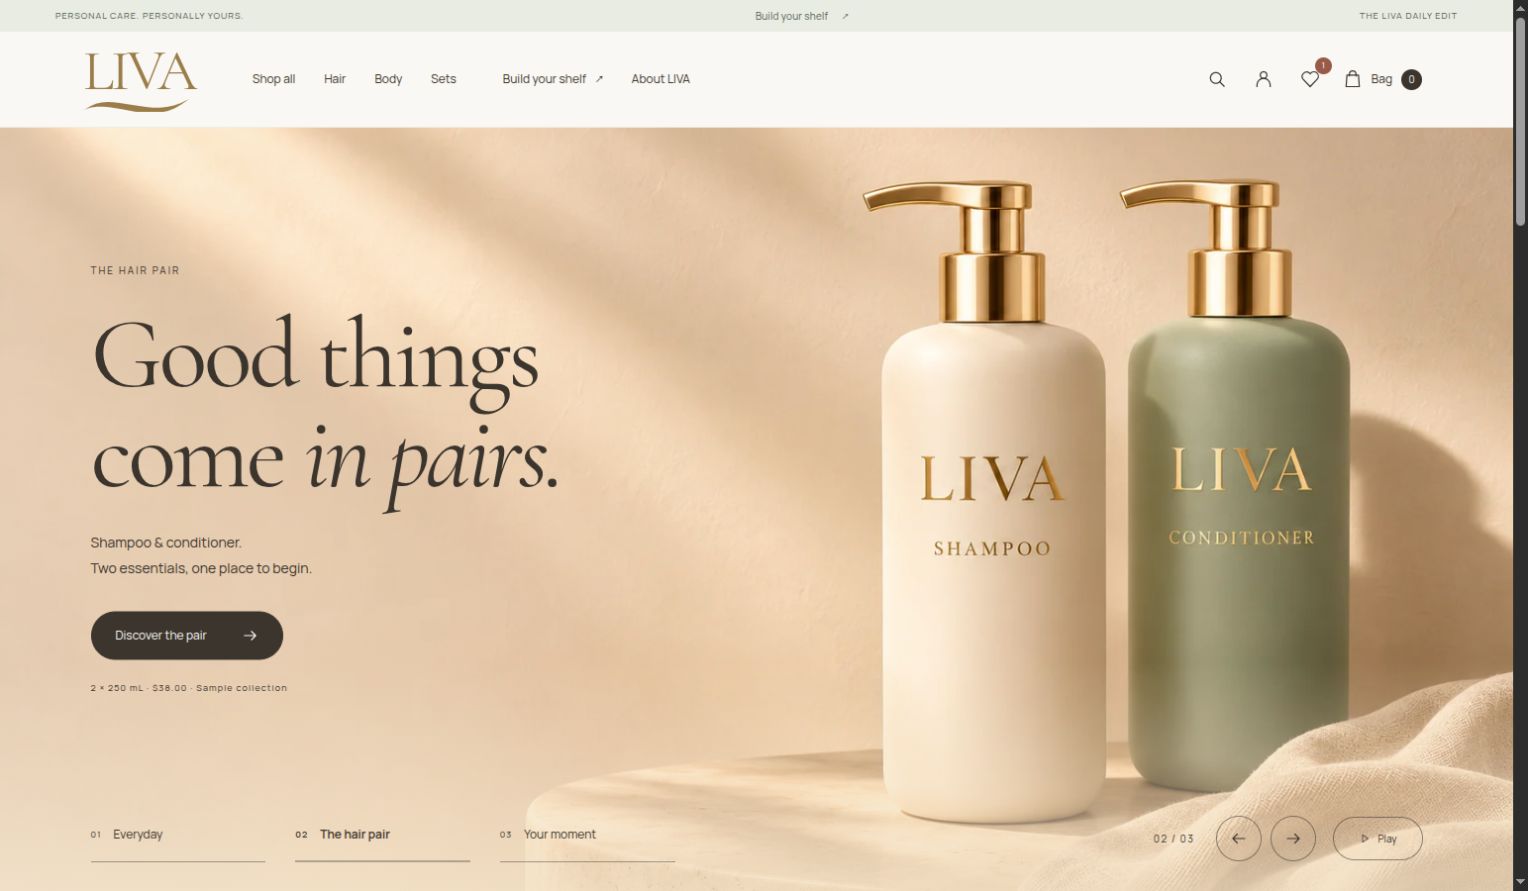 PERSONAL CARE. PERSONALLY YOURS.
Build your shelf ↗
THE LIVA DAILY EDIT
LIVA
Shop all
Hair
Body
Sets
Build your shelf ↗
About LIVA
1
Bag
0
THE HAIR PAIR
Good things
come in pairs.
Shampoo & conditioner.
Two essentials, one place to begin.
Discover the pair →
2 × 250 mL · $38.00 · Sample collection
LIVA
SHAMPOO
LIVA
CONDITIONER
01 Everyday
02 The hair pair
03 Your moment
02 / 03
Play